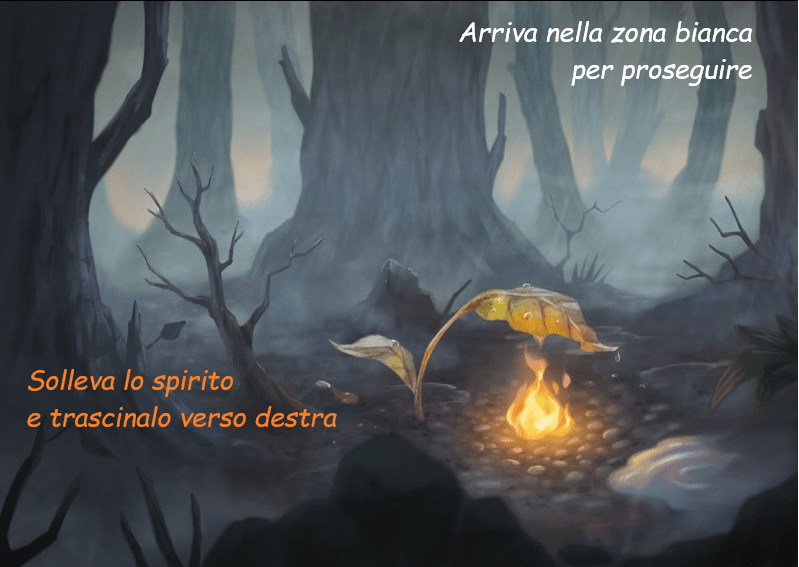 Arriva nella zona bianca
per proseguire
Solleva lo spirito
e trascinalo verso destra